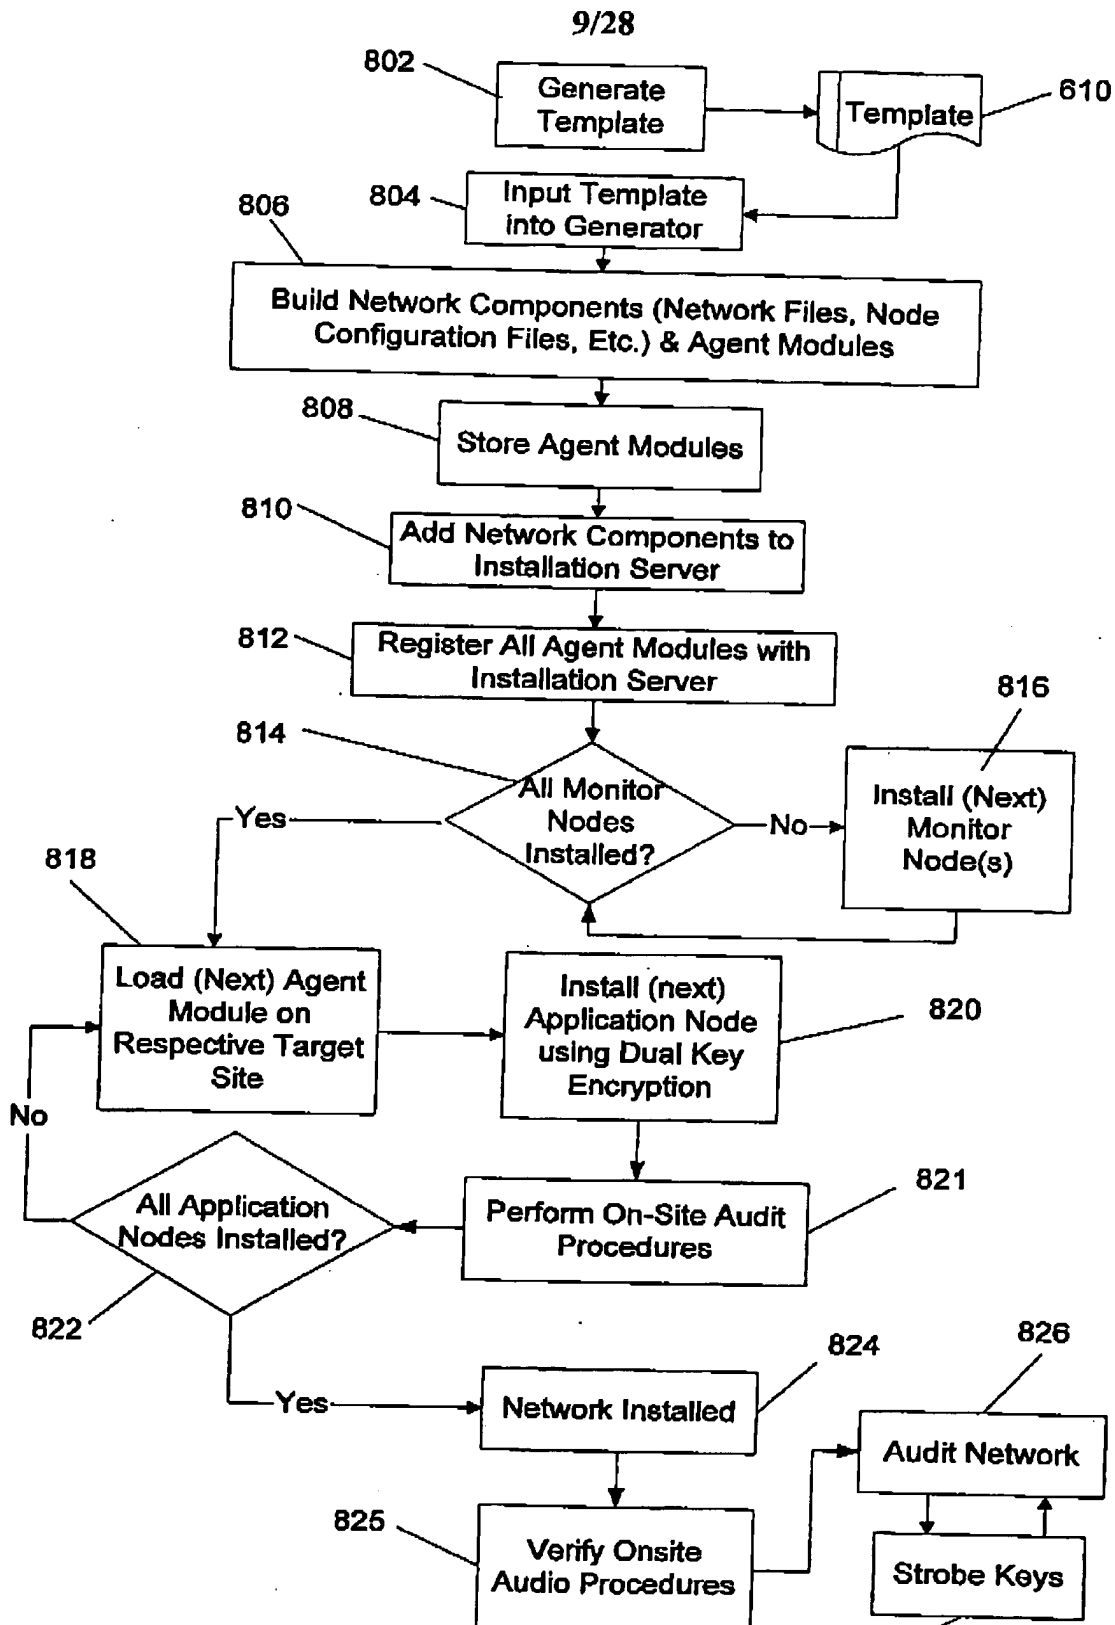 9/28
802
Generate
Template
Template
610
804
Input Template
into Generator
806
Build Network Components (Network Files, Node
Configuration Files, Etc.) & Agent Modules
808
Store Agent Modules
810
Add Network Components to
Installation Server
812
Register All Agent Modules with
Installation Server
814
All Monitor
Nodes
Installed?
Yes
No
816
Install (Next)
Monitor
Node(s)
818
Load (Next) Agent
Module on
Respective Target
Site
Install (next)
Application Node
using Dual Key
Encryption
820
No
All Application
Nodes Installed?
822
Perform On-Site Audit
Procedures
821
Yes
Network Installed
824
826
Audit Network
825
Verify Onsite
Audio Procedures
Strobe Keys